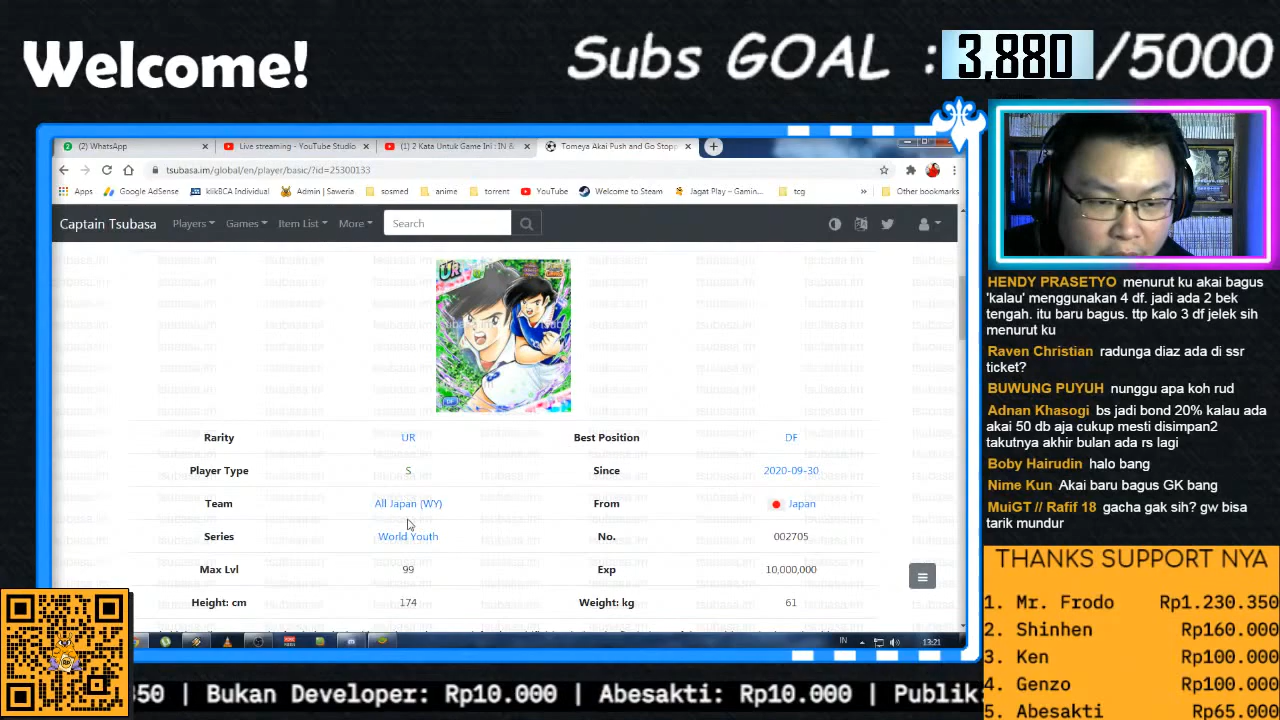 Welcome!
Subs GOAL : 3,880 /5000
(2) WhatsApp
Live streaming - YouTube Studio
(1) 2 Kata Untuk Game Ini : IN &
Tomeya Akai Push and Go Stopp
tsubasa.im/global/en/player/basic/?id=25300133
Apps
Google AdSense
klikBCA Individual
Admin | Saweria
sosmed
anime
torrent
YouTube
Welcome to Steam
Jagat Play – Gamin...
tcg
»
Other bookmarks
Captain Tsubasa
Players
Games
Item List
More
Search
UR
DF
Rarity UR Best Position DF
Player Type S Since 2020-09-30
Team All Japan (WY) From Japan
Series World Youth No. 002705
Max Lvl 99 Exp 10,000,000
Height: cm 174 Weight: kg 61
IN
13:21
HENDY PRASETYO menurut ku akai bagus
'kalau' menggunakan 4 df. jadi ada 2 bek
tengah. itu baru bagus. ttp kalo 3 df jelek sih
menurut ku
Raven Christian radunga diaz ada di ssr
ticket?
BUWUNG PUYUH nunggu apa koh rud
Adnan Khasogi bs jadi bond 20% kalau ada
akai 50 db aja cukup mesti disimpan2
takutnya akhir bulan ada rs lagi
Boby Hairudin halo bang
Nime Kun Akai baru bagus GK bang
MuiGT // Rafif 18 gacha gak sih? gw bisa
tarik mundur
THANKS SUPPORT NYA
1. Mr. Frodo Rp1.230.350
2. Shinhen Rp160.000
3. Ken Rp100.000
4. Genzo Rp100.000
5. Abesakti Rp65.000
350 | Bukan Developer: Rp10.000 | Abesakti: Rp10.000 | Publik